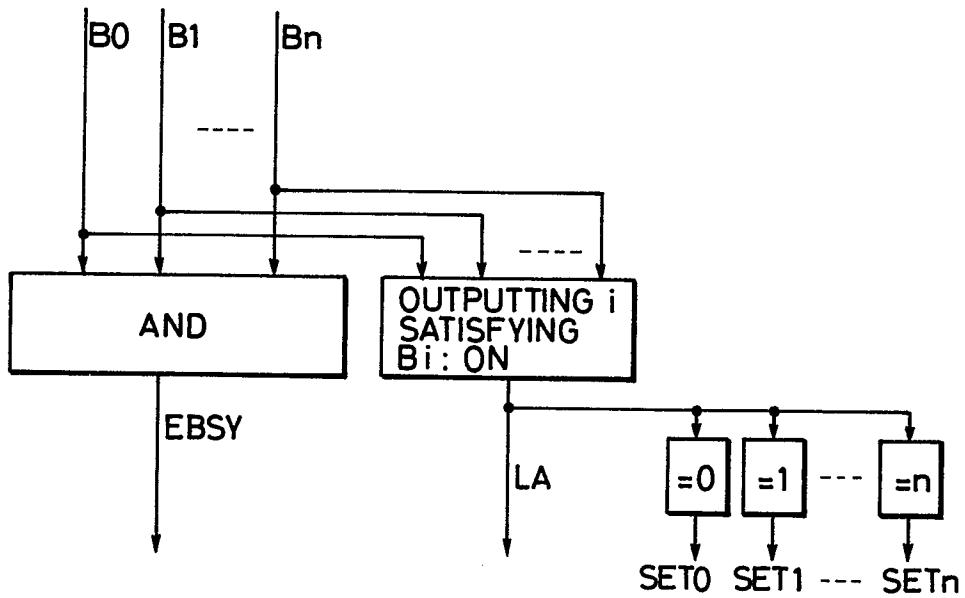 B0 B1 Bn
----
----
OUTPUTTING i
SATISFYING
Bi: ON
AND
EBSY
LA
=0 =1 --- =n
SET0 SET1 --- SETn